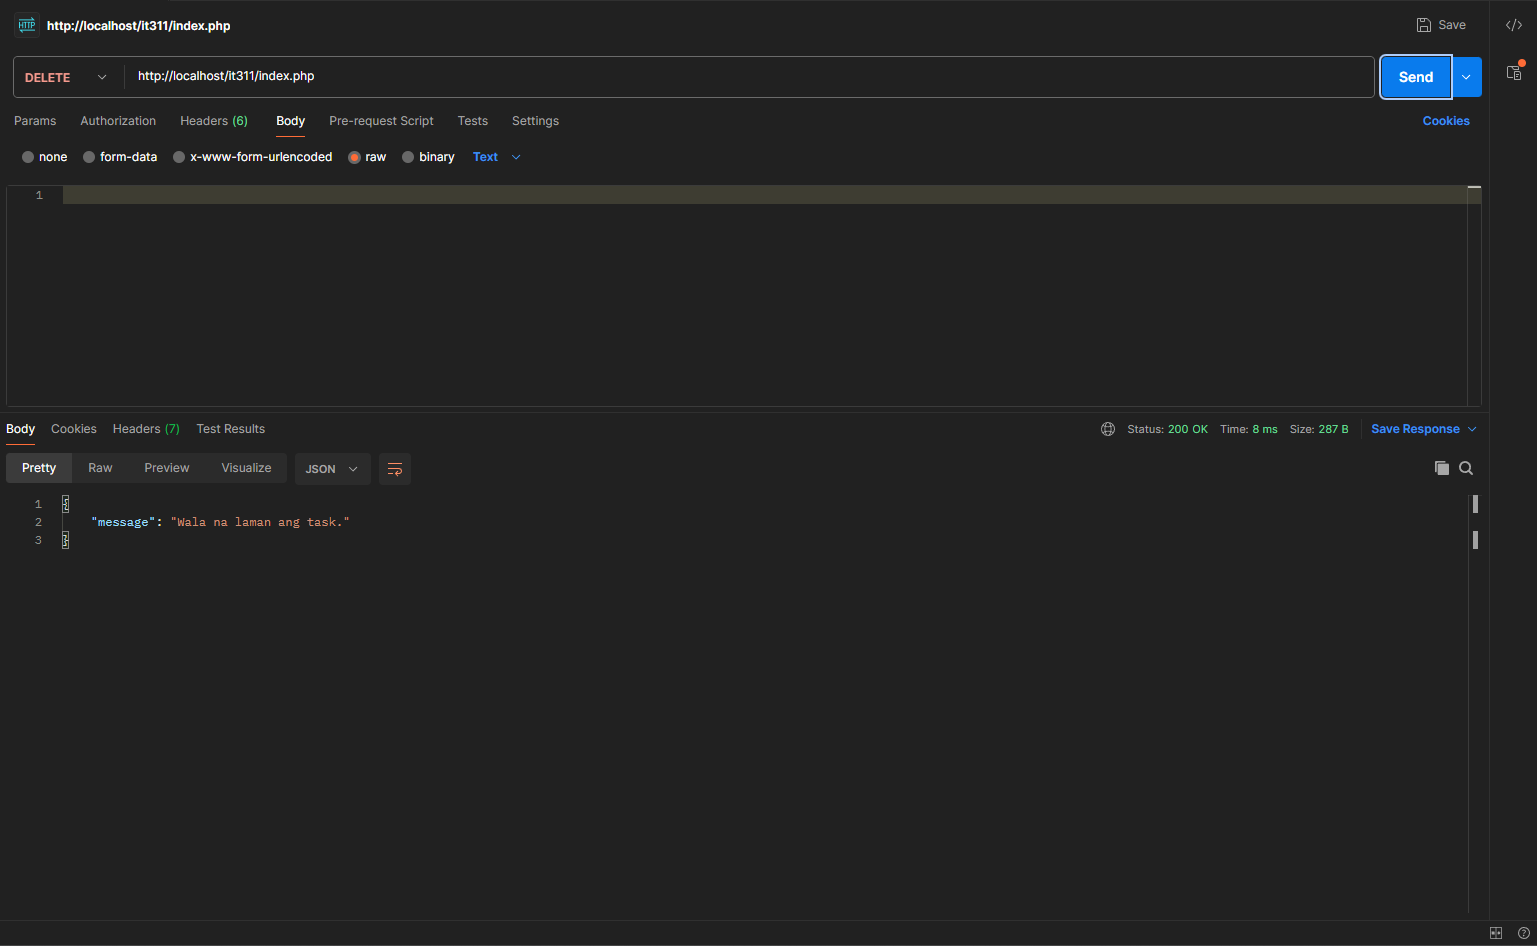 HTTP http://localhost/it311/index.php Save
DELETE http://localhost/it311/index.php Send
Params Authorization Headers (6) Body Pre-request Script Tests Settings Cookies
none form-data x-www-form-urlencoded raw binary Text
1
Body Cookies Headers (7) Test Results Status: 200 OK Time: 8 ms Size: 287 B Save Response
Pretty Raw Preview Visualize JSON
1 {
2 "message": "Wala na laman ang task."
3 }